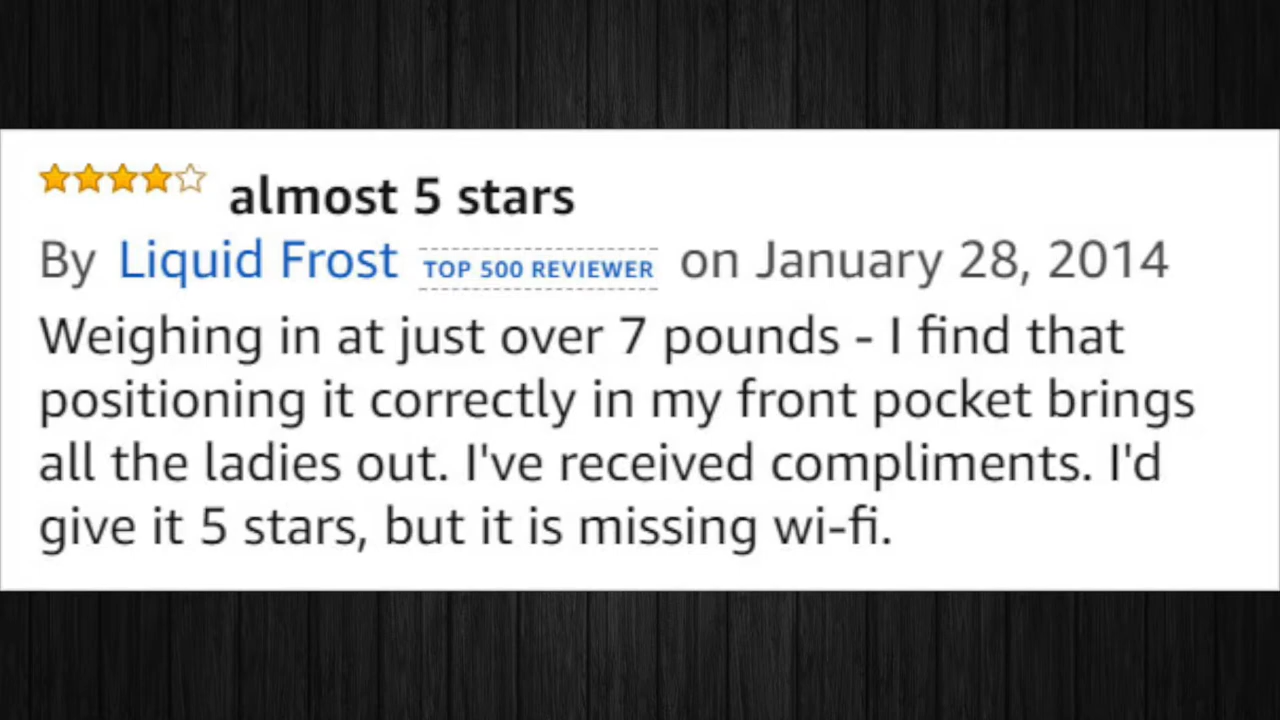 almost 5 stars
By Liquid Frost TOP 500 REVIEWER on January 28, 2014
Weighing in at just over 7 pounds - I find that
positioning it correctly in my front pocket brings
all the ladies out. I've received compliments. I'd
give it 5 stars, but it is missing wi-fi.